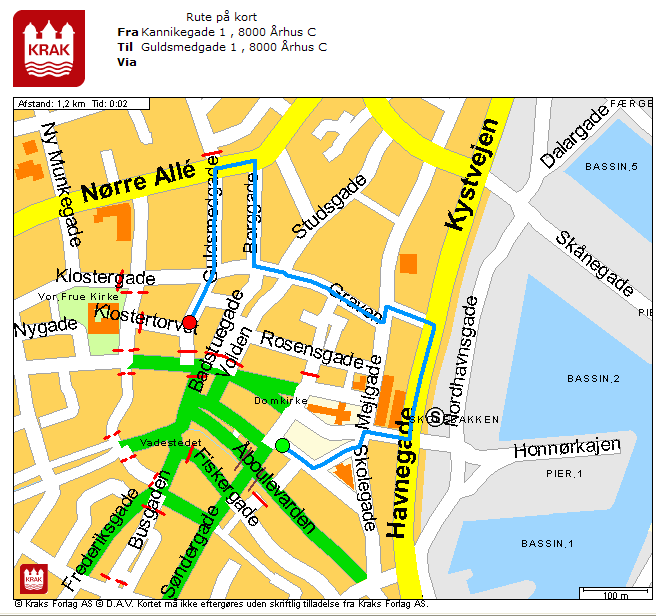 KRAK
Rute på kort
Fra Kannikegade 1 , 8000 Århus C
Til Guldsmedgade 1 , 8000 Århus C
Via
Afstand: 1,2 km Tid: 0:02
FÆRGE
Ny Munkegade
Nørre Allé
Guldsmedgade
Borggade
Studsgade
Kystvejen
Dalargade
BASSIN,5
Skånegade
PIE
Klostergade
Vor Frue Kirke
Klostertorvet
Nygade
Graven
Badstuegade
Volden
Rosensgade
Nordhavnsgade
BASSIN,2
Domkirke
Mejlgade
SKOLEBAKKEN
S
Honnørkajen
PIER,1
Vadestedet
Åboulevarden
Fiskergade
Skolegade
Havnegade
BASSIN,1
Frederiksgade
Busgaden
Søndergade
KRAK
100 m
© Kraks Forlag AS © D.A.V. Kortet må ikke eftergøres uden skriftlig tilladelse fra Kraks Forlag AS.